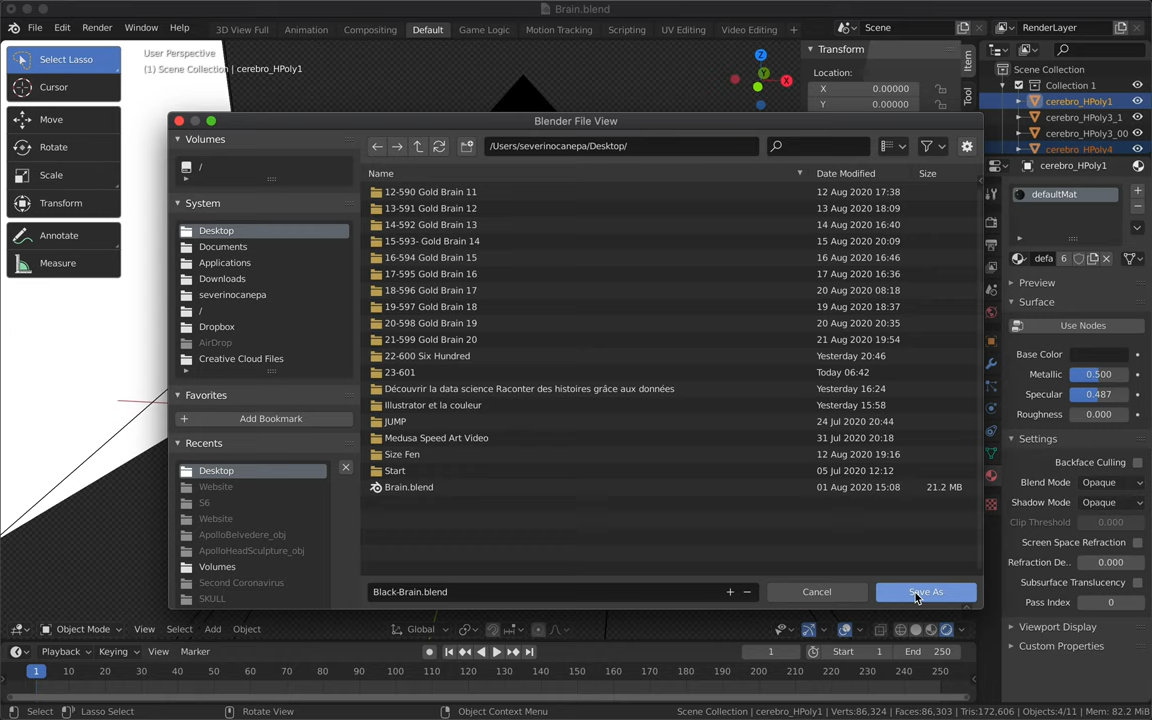 Brain.blend
File Edit Render Window Help 3D View Full Animation Compositing Default Game Logic Motion Tracking Scripting UV Editing Video Editing + Scene RenderLayer
Select Lasso
Cursor
Move
Rotate
Scale
Transform
Annotate
Measure
User Perspective
(1) Scene Collection | cerebro_HPoly1
Z
Y
X
Transform
Location:
X 0.00000
Y 0.00000
Item
Tool
Scene Collection
Collection 1
cerebro_HPoly1
cerebro_HPoly3_1
cerebro_HPoly3_00
cerebro_HPoly4
Blender File View
Volumes
/
System
Desktop
Documents
Applications
Downloads
severinocanepa
/
Dropbox
AirDrop
Creative Cloud Files
Favorites
+ Add Bookmark
Recents
Desktop
Website
S6
Website
ApolloBelvedere_obj
ApolloHeadSculpture_obj
Volumes
Second Coronavirus
SKULL
/Users/severinocanepa/Desktop/
Name Date Modified Size
12-590 Gold Brain 11 12 Aug 2020 17:38
13-591 Gold Brain 12 13 Aug 2020 18:09
14-592 Gold Brain 13 14 Aug 2020 16:40
15-593- Gold Brain 14 15 Aug 2020 20:09
16-594 Gold Brain 15 16 Aug 2020 16:46
17-595 Gold Brain 16 17 Aug 2020 16:36
18-596 Gold Brain 17 20 Aug 2020 08:18
19-597 Gold Brain 18 19 Aug 2020 18:37
20-598 Gold Brain 19 20 Aug 2020 20:35
21-599 Gold Brain 20 21 Aug 2020 19:54
22-600 Six Hundred Yesterday 20:46
23-601 Today 06:42
Découvrir la data science Raconter des histoires grâce aux données Yesterday 16:24
Illustrator et la couleur Yesterday 15:58
JUMP 24 Jul 2020 20:44
Medusa Speed Art Video 31 Jul 2020 20:18
Size Fen 12 Aug 2020 19:16
Start 05 Jul 2020 12:12
Brain.blend 01 Aug 2020 15:08 21.2 MB
Black-Brain.blend + − Cancel Save As
cerebro_HPoly1
defaultMat
defa 6
Preview
Surface
Use Nodes
Base Color
Metallic 0.500
Specular 0.487
Roughness 0.000
Settings
Backface Culling
Blend Mode Opaque
Shadow Mode Opaque
Clip Threshold 0.000
Screen Space Refraction
Refraction De.. 0.000
Subsurface Translucency
Pass Index 0
Viewport Display
Custom Properties
Object Mode View Select Add Object Global
Playback Keying View Marker 1 Start 1 End 250
1 10 20 30 40 50 60 70 80 90 100 110 120 130 140 150 160 170 180 190 200 210 220 230 240 250
Select Lasso Select Rotate View Object Context Menu Scene Collection | cerebro_HPoly1 | Verts:86,324 | Faces:86,303 | Tris:172,606 | Objects:4/11 | Mem: 82.2 MiB